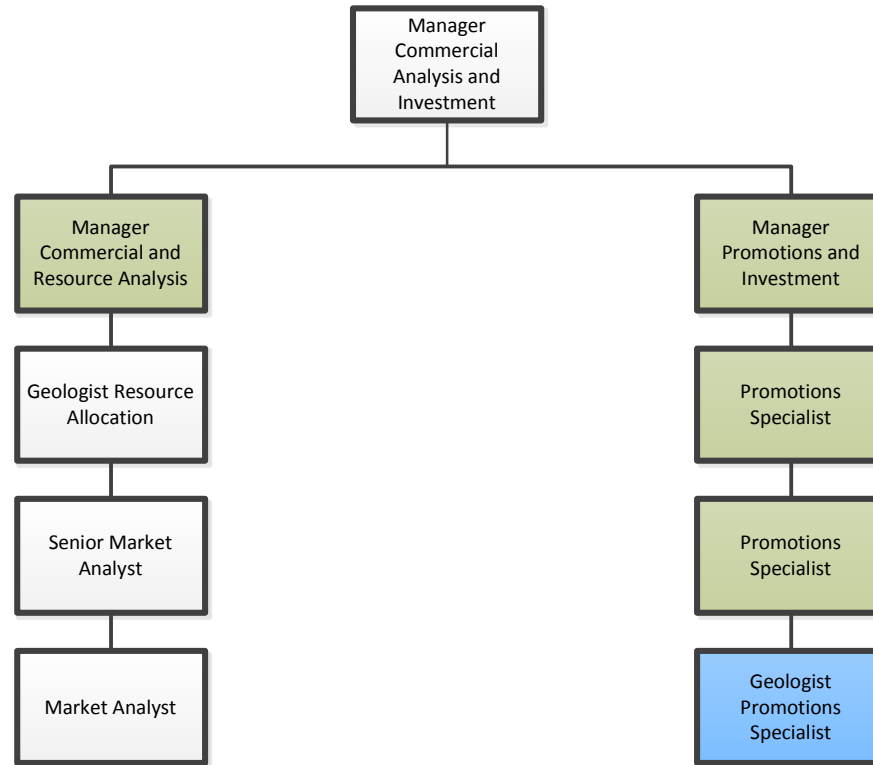 Manager
Commercial
Analysis and
Investment
Manager
Commercial and
Resource Analysis
Manager
Promotions and
Investment
Geologist Resource
Allocation
Promotions
Specialist
Senior Market
Analyst
Promotions
Specialist
Market Analyst
Geologist
Promotions
Specialist